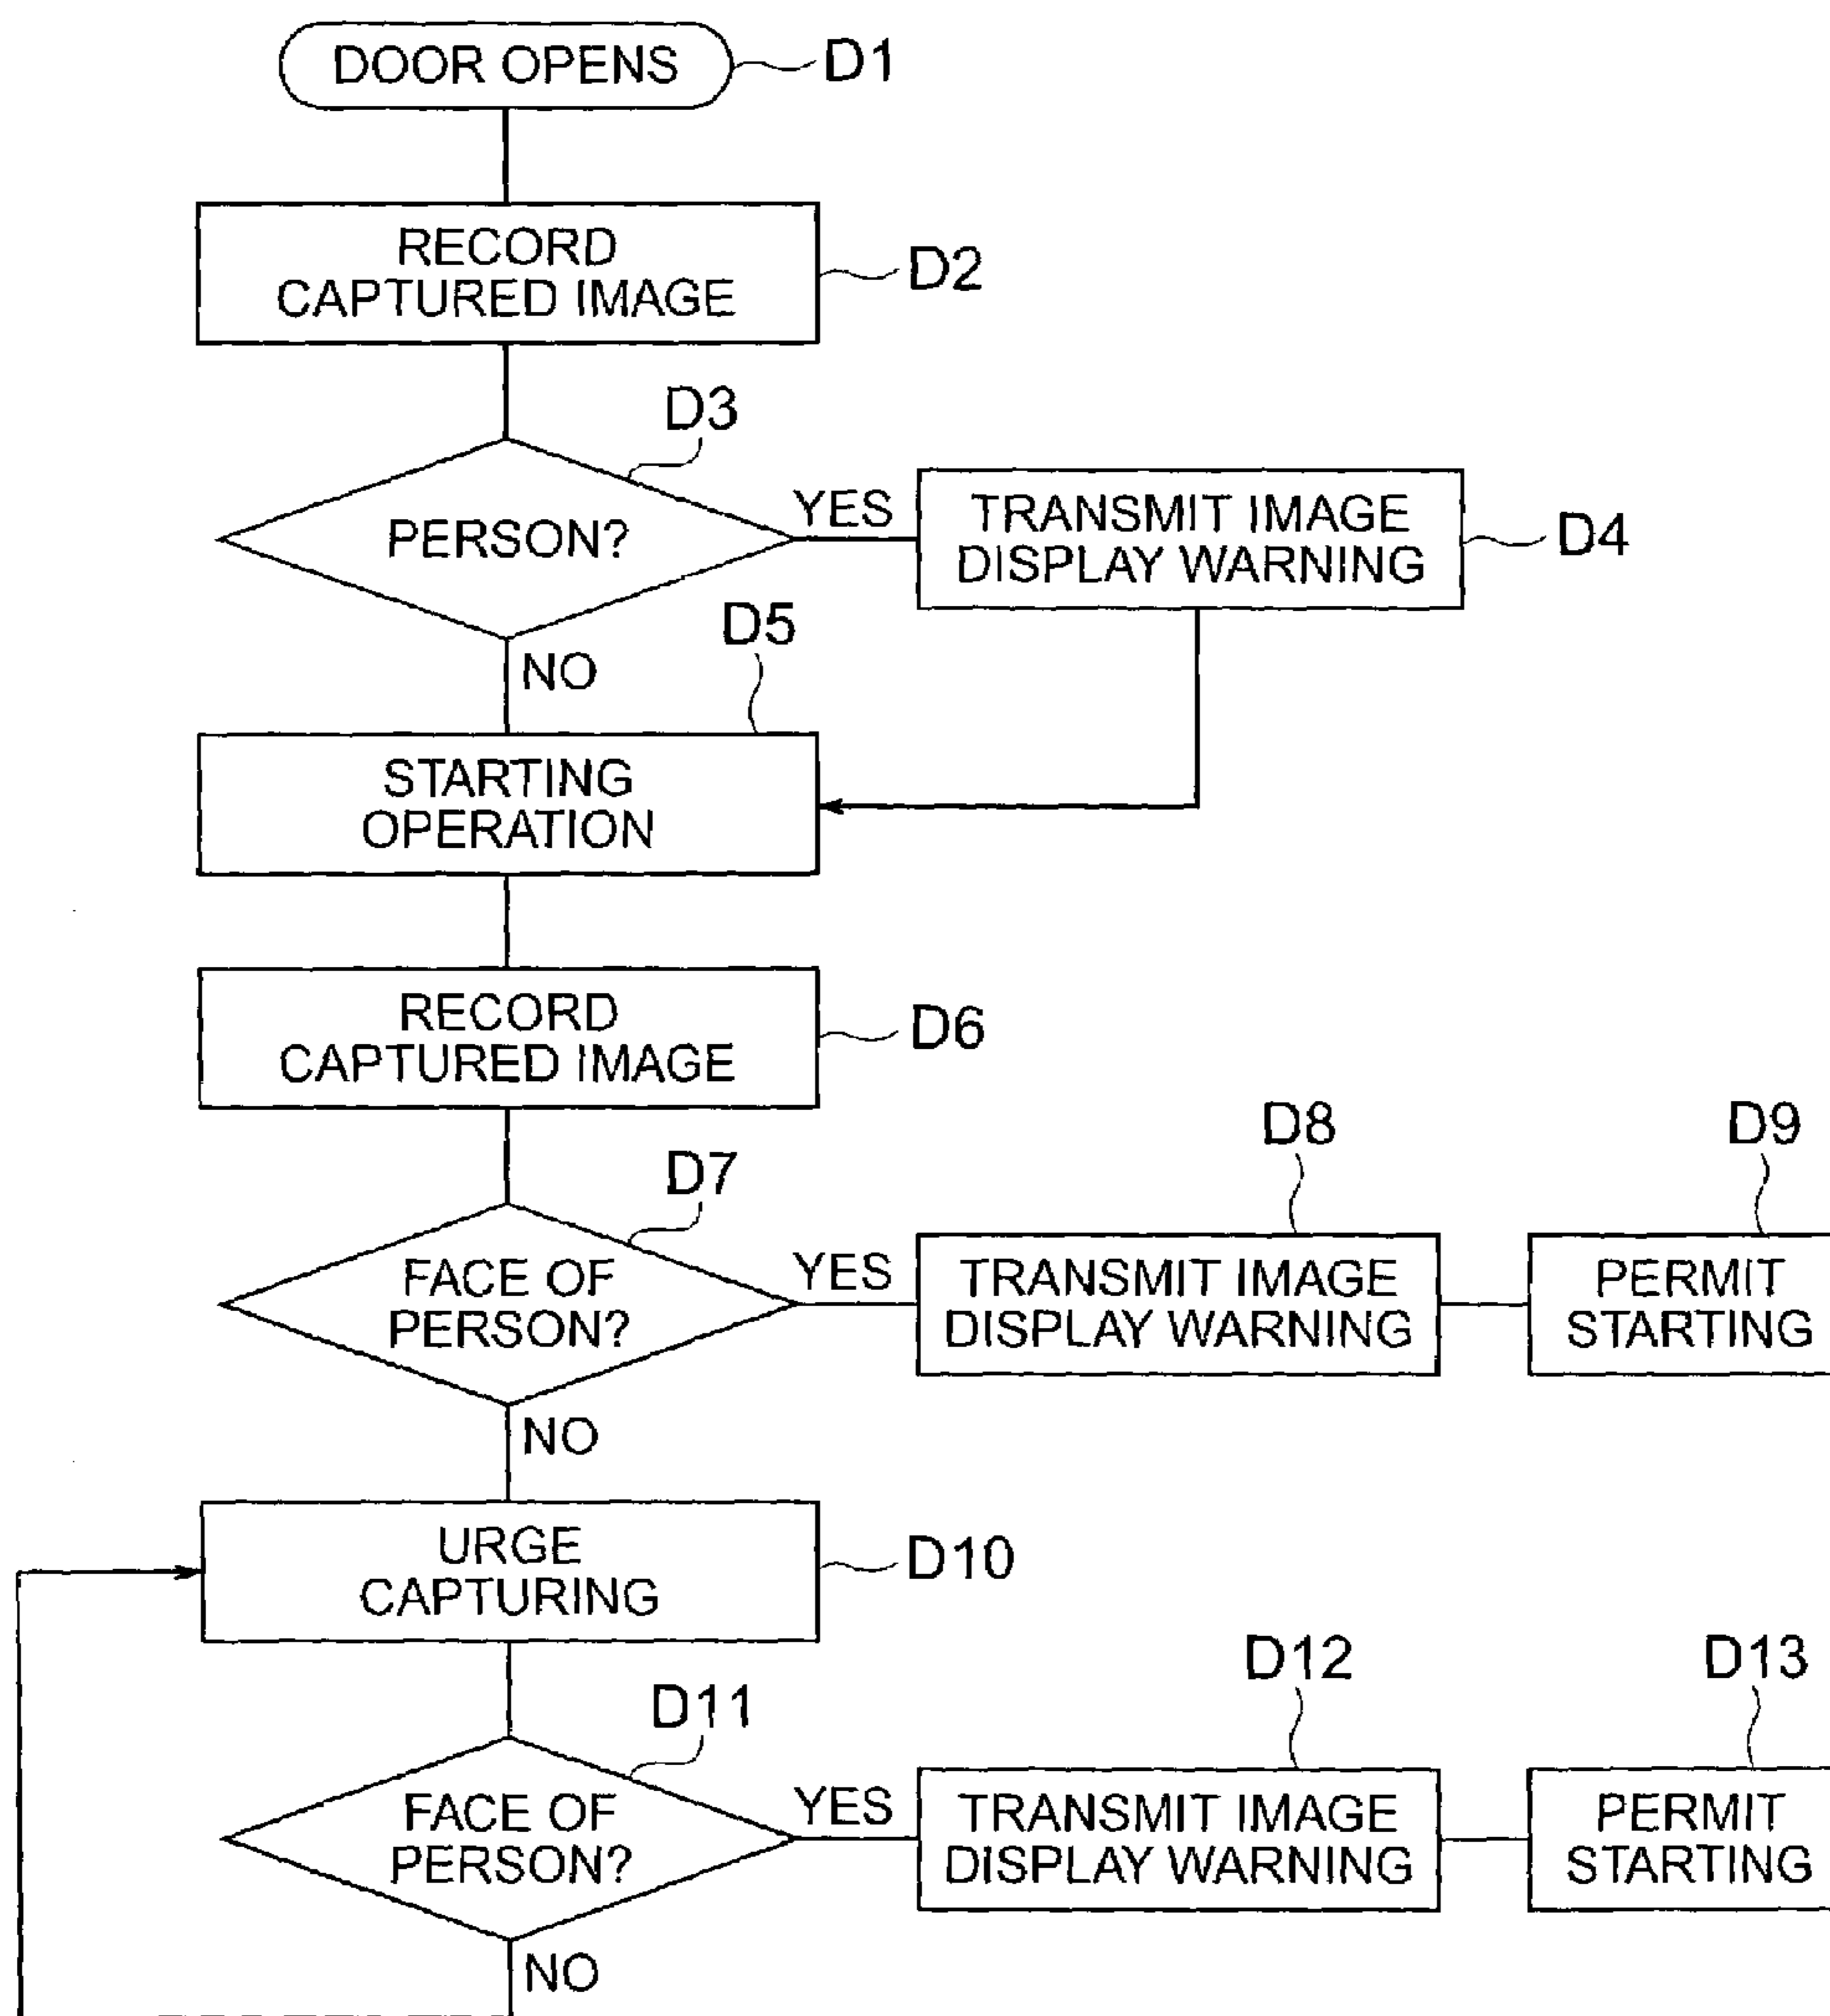 DOOR OPENS
D1
RECORD
CAPTURED IMAGE
D2
D3
PERSON?
YES
TRANSMIT IMAGE
DISPLAY WARNING
D4
NO
D5
STARTING
OPERATION
RECORD
CAPTURED IMAGE
D6
D7
FACE OF
PERSON?
YES
D8
TRANSMIT IMAGE
DISPLAY WARNING
D9
PERMIT
STARTING
NO
URGE
CAPTURING
D10
D11
FACE OF
PERSON?
YES
D12
TRANSMIT IMAGE
DISPLAY WARNING
D13
PERMIT
STARTING
NO